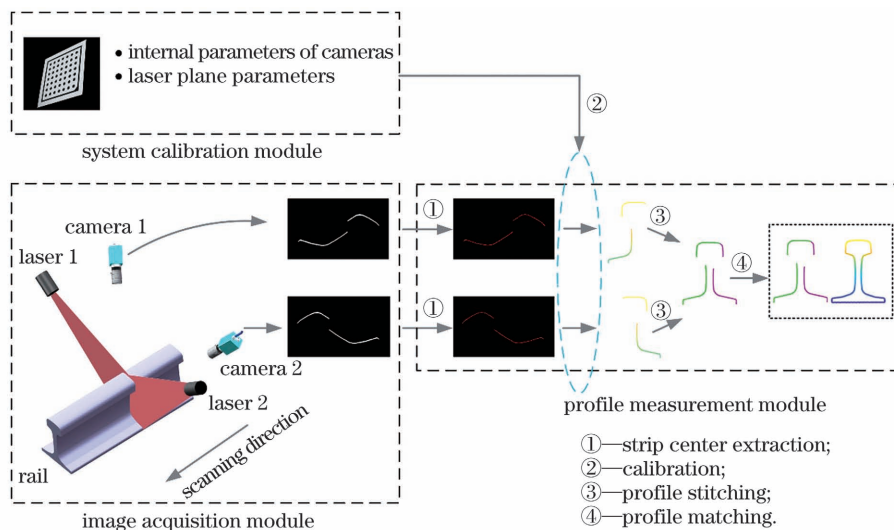 • internal parameters of cameras
• laser plane parameters
②
system calibration module
camera 1
laser 1
①
③
④
①
③
camera 2
laser 2
rail
scanning direction
image acquisition module
profile measurement module
①—strip center extraction;
②—calibration;
③—profile stitching;
④—profile matching.